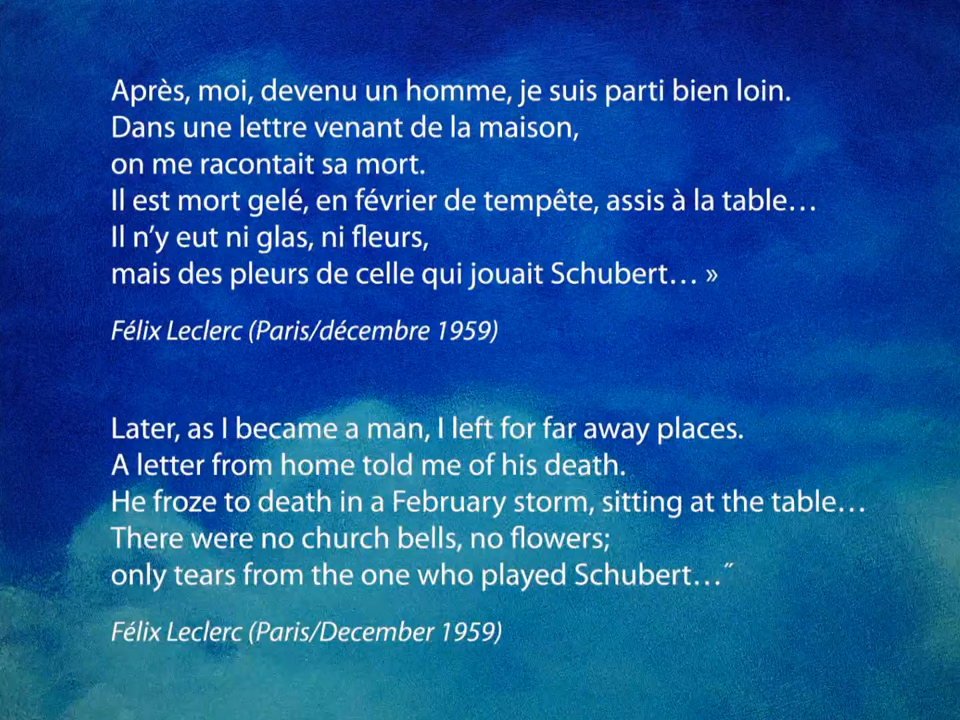 Après, moi, devenu un homme, je suis parti bien loin.
Dans une lettre venant de la maison,
on me racontait sa mort.
Il est mort gelé, en février de tempête, assis à la table…
Il n’y eut ni glas, ni fleurs,
mais des pleurs de celle qui jouait Schubert… »
Félix Leclerc (Paris/décembre 1959)
Later, as I became a man, I left for far away places.
A letter from home told me of his death.
He froze to death in a February storm, sitting at the table…
There were no church bells, no flowers;
only tears from the one who played Schubert…˝
Félix Leclerc (Paris/December 1959)